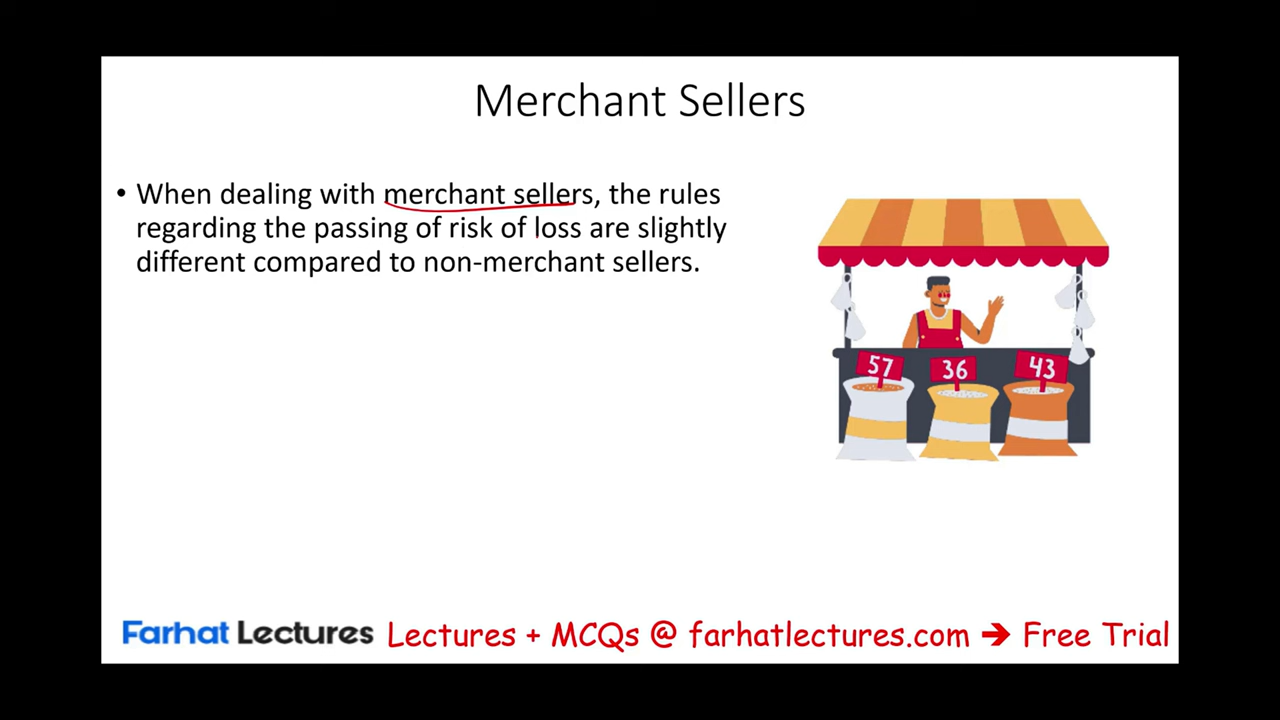 Merchant Sellers
• When dealing with merchant sellers, the rules
regarding the passing of risk of loss are slightly
different compared to non-merchant sellers.
57
36
43
Farhat Lectures Lectures + MCQs @ farhatlectures.com ➔ Free Trial